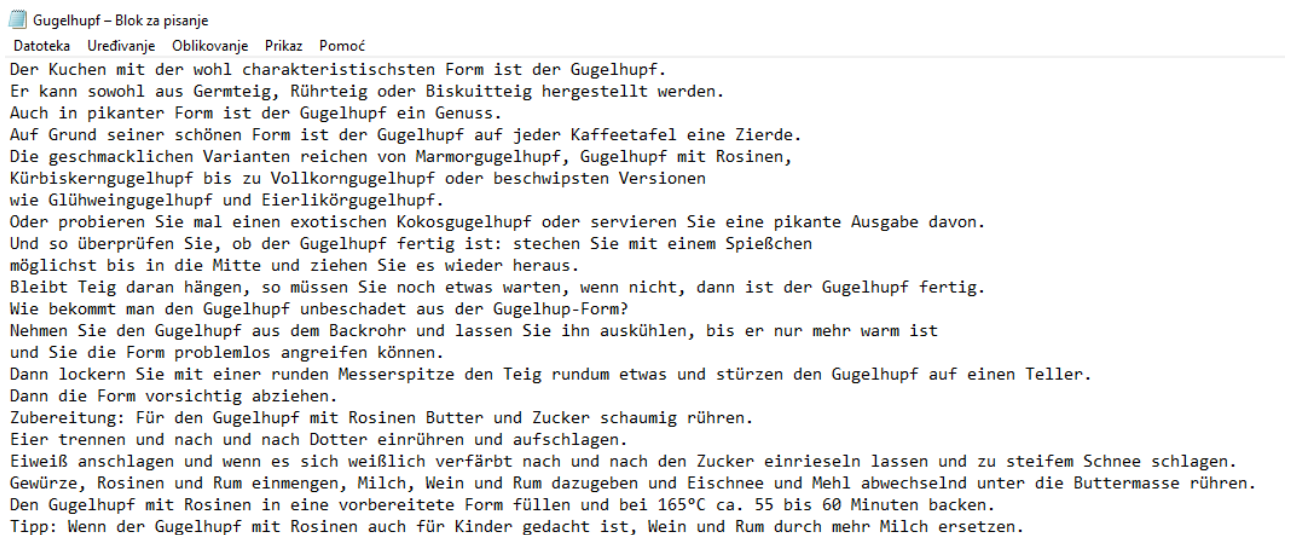 Gugelhupf – Blok za pisanje
Datoteka Uređivanje Oblikovanje Prikaz Pomoć
Der Kuchen mit der wohl charakteristischsten Form ist der Gugelhupf.
Er kann sowohl aus Germteig, Rührteig oder Biskuitteig hergestellt werden.
Auch in pikanter Form ist der Gugelhupf ein Genuss.
Auf Grund seiner schönen Form ist der Gugelhupf auf jeder Kaffeetafel eine Zierde.
Die geschmacklichen Varianten reichen von Marmorgugelhupf, Gugelhupf mit Rosinen,
Kürbiskerngugelhupf bis zu Vollkorngugelhupf oder beschwipsten Versionen
wie Glühweingugelhupf und Eierlikörgugelhupf.
Oder probieren Sie mal einen exotischen Kokosgugelhupf oder servieren Sie eine pikante Ausgabe davon.
Und so überprüfen Sie, ob der Gugelhupf fertig ist: stechen Sie mit einem Spießchen
möglichst bis in die Mitte und ziehen Sie es wieder heraus.
Bleibt Teig daran hängen, so müssen Sie noch etwas warten, wenn nicht, dann ist der Gugelhupf fertig.
Wie bekommt man den Gugelhupf unbeschadet aus der Gugelhup-Form?
Nehmen Sie den Gugelhupf aus dem Backrohr und lassen Sie ihn auskühlen, bis er nur mehr warm ist
und Sie die Form problemlos angreifen können.
Dann lockern Sie mit einer runden Messerspitze den Teig rundum etwas und stürzen den Gugelhupf auf einen Teller.
Dann die Form vorsichtig abziehen.
Zubereitung: Für den Gugelhupf mit Rosinen Butter und Zucker schaumig rühren.
Eier trennen und nach und nach Dotter einrühren und aufschlagen.
Eiweiß anschlagen und wenn es sich weißlich verfärbt nach und nach den Zucker einrieseln lassen und zu steifem Schnee schlagen.
Gewürze, Rosinen und Rum einmengen, Milch, Wein und Rum dazugeben und Eischnee und Mehl abwechselnd unter die Buttermasse rühren.
Den Gugelhupf mit Rosinen in eine vorbereitete Form füllen und bei 165°C ca. 55 bis 60 Minuten backen.
Tipp: Wenn der Gugelhupf mit Rosinen auch für Kinder gedacht ist, Wein und Rum durch mehr Milch ersetzen.